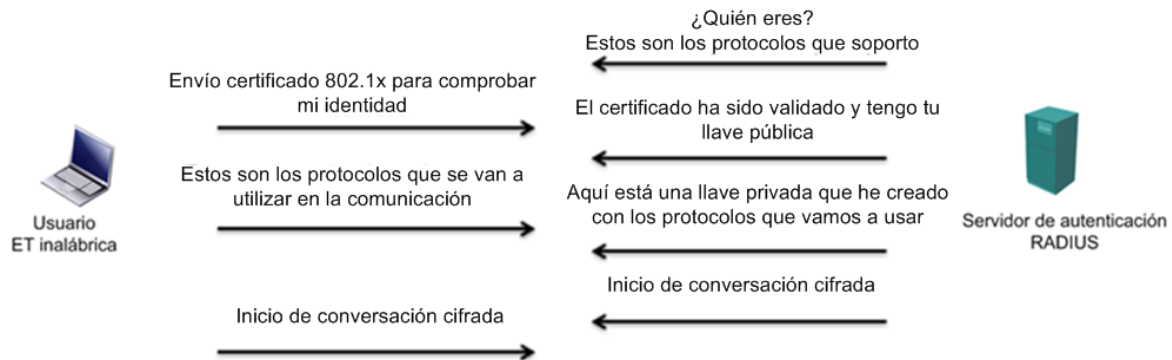 ¿Quién eres?
Estos son los protocolos que soporto
Envío certificado 802.1x para comprobar
mi identidad
El certificado ha sido validado y tengo tu
llave pública
Estos son los protocolos que se van a
utilizar en la comunicación
Aquí está una llave privada que he creado
con los protocolos que vamos a usar
Usuario
ET inalábrica
Servidor de autenticación
RADIUS
Inicio de conversación cifrada
Inicio de conversación cifrada